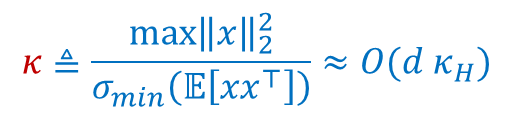 κ ≜ max‖x‖₂² / σ_min(𝔼[xx^⊤]) ≈ O(d κ_H)